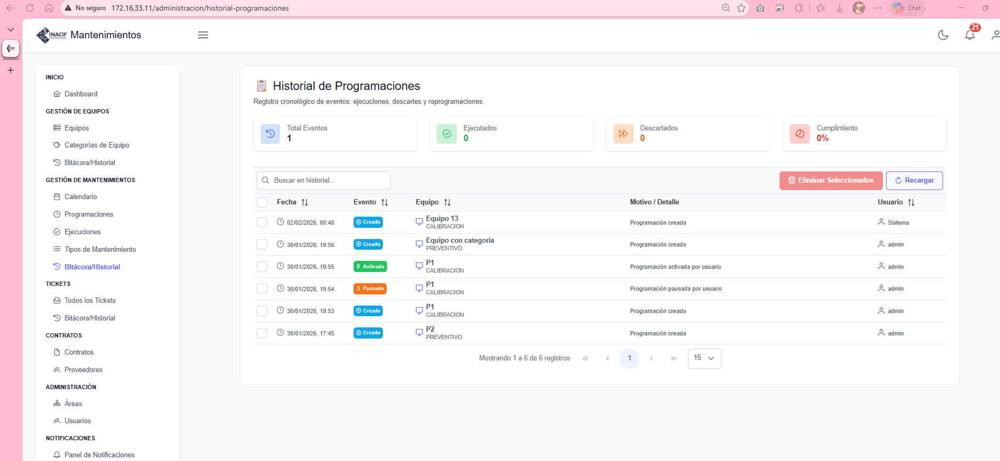 No seguro 172.16.33.11/administracion/historial-programaciones
Chat
INACIF Mantenimientos
21
INICIO
Dashboard
GESTIÓN DE EQUIPOS
Equipos
Categorías de Equipo
Bitácora/Historial
GESTIÓN DE MANTENIMIENTOS
Calendario
Programaciones
Ejecuciones
Tipos de Mantenimiento
Bitácora/Historial
TICKETS
Todos los Tickets
Bitácora/Historial
CONTRATOS
Contratos
Proveedores
ADMINISTRACIÓN
Áreas
Usuarios
NOTIFICACIONES
Panel de Notificaciones
Historial de Programaciones
Registro cronológico de eventos: ejecuciones, descartes y reprogramaciones
Total Eventos
1
Ejecutados
0
Descartados
0
Cumplimiento
0%
Buscar en historial...
Eliminar Seleccionados
Recargar
Fecha Evento Equipo Motivo / Detalle Usuario
02/02/2026, 00:48 Creado Equipo 13 CALIBRACION Programación creada Sistema
30/01/2026, 19:56 Creado Equipo con categoria PREVENTIVO Programación creada admin
30/01/2026, 19:55 Activado P1 CALIBRACION Programación activada por usuario admin
30/01/2026, 19:54 Pausado P1 CALIBRACION Programación pausada por usuario admin
30/01/2026, 19:53 Creado P1 CALIBRACION Programación creada admin
30/01/2026, 17:45 Creado P2 PREVENTIVO Programación creada admin
Mostrando 1 a 6 de 6 registros « ‹ 1 › » 15